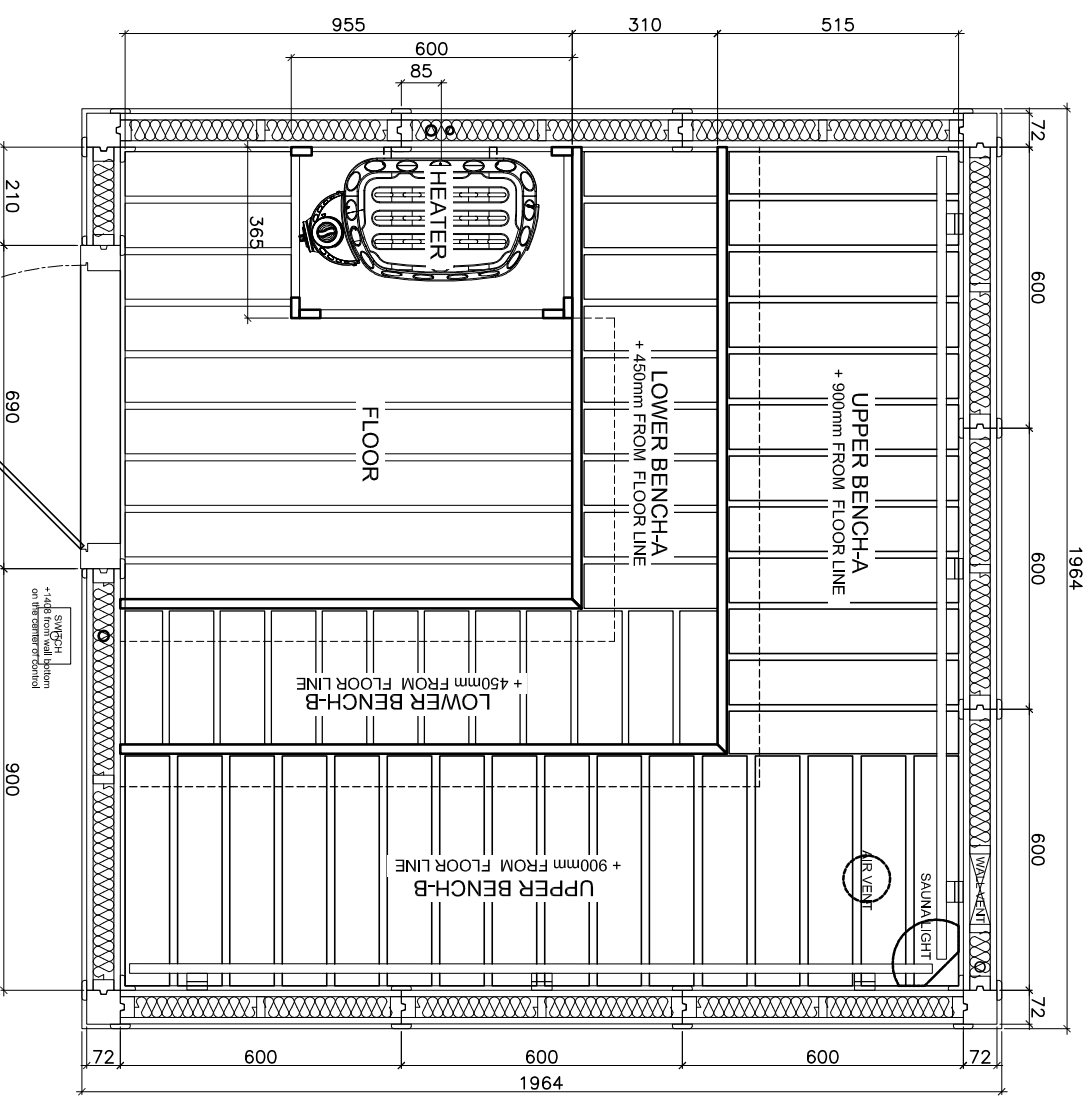 955
310
515
600
85
1964
72
600
600
600
72
HEATER
365
210
690
900
FLOOR
LOWER BENCH-A
+ 450mm FROM FLOOR LINE
UPPER BENCH-A
+ 900mm FROM FLOOR LINE
LOWER BENCH-B
+ 450mm FROM FLOOR LINE
UPPER BENCH-B
+ 900mm FROM FLOOR LINE
AIR VENT
SAUNA LIGHT
WALL VENT
SWITCH
+1408 from wall bottom
on the center of control
72
600
600
600
72
1964